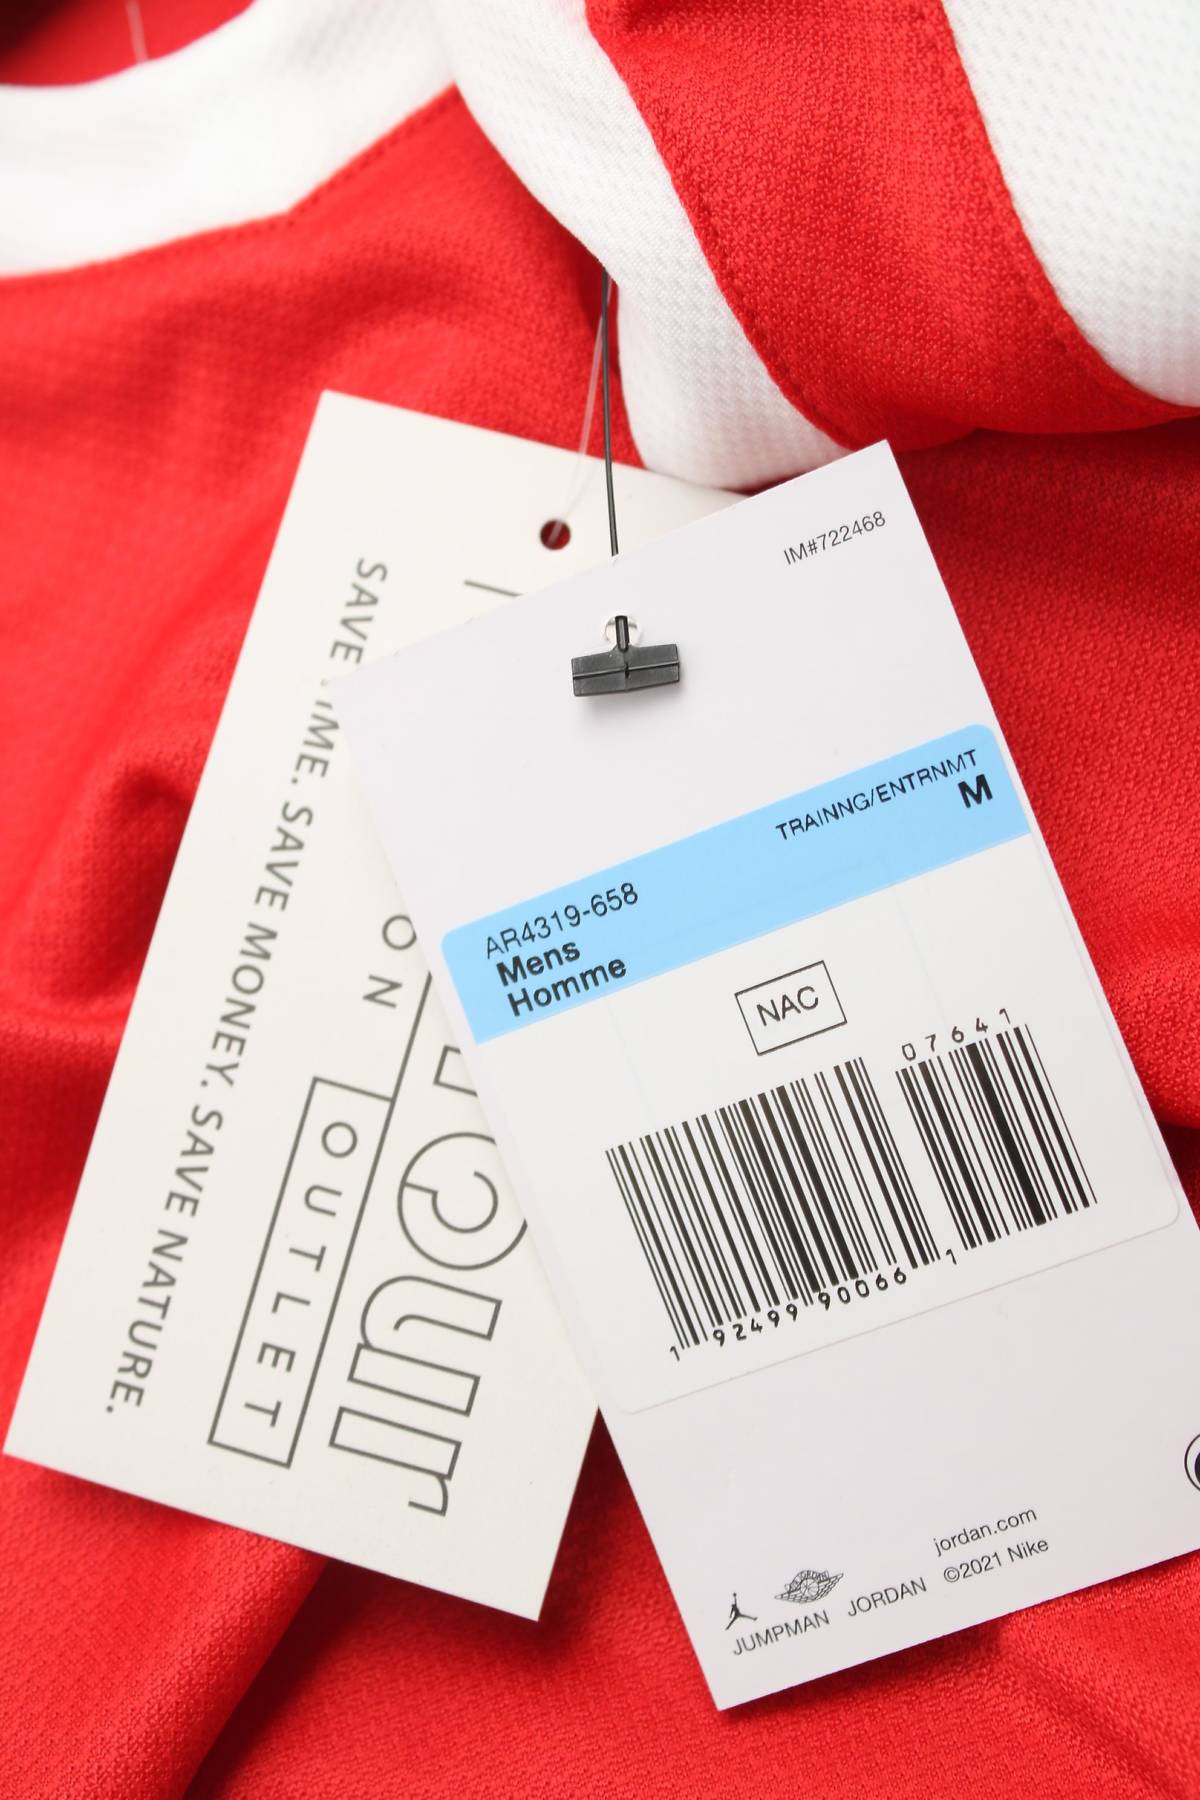 IM#722468
TRAINNG/ENTRNMT
M
AR4319-658
Mens
Homme
NAC
07641
1 92499 90066 1
jordan.com
©2021 Nike
JUMPMAN JORDAN
SAVE
SAVE MONEY. SAVE NATURE.
ON
OUTLET